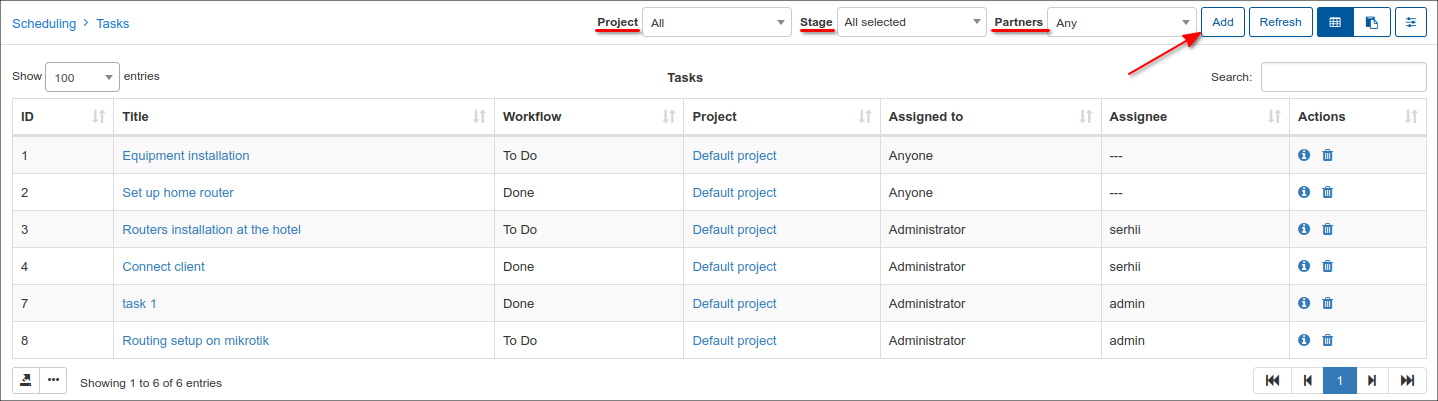 Scheduling > Tasks Project All Stage All selected Partners Any Add Refresh
Show 100 entries Tasks Search:
ID Title Workflow Project Assigned to Assignee Actions
1 Equipment installation To Do Default project Anyone ---
2 Set up home router Done Default project Anyone ---
3 Routers installation at the hotel To Do Default project Administrator serhii
4 Connect client Done Default project Administrator serhii
7 task 1 Done Default project Administrator admin
8 Routing setup on mikrotik To Do Default project Administrator admin
Showing 1 to 6 of 6 entries 1